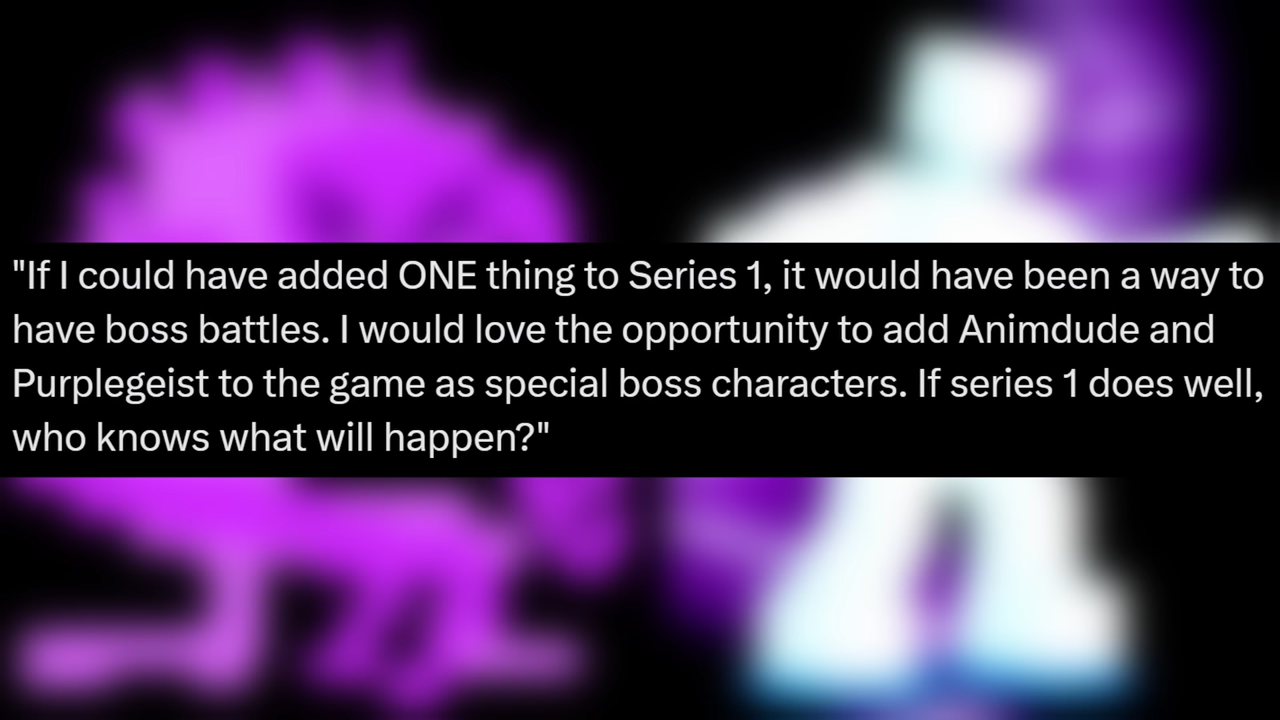 "If I could have added ONE thing to Series 1, it would have been a way to
have boss battles. I would love the opportunity to add Animdude and
Purplegeist to the game as special boss characters. If series 1 does well,
who knows what will happen?"